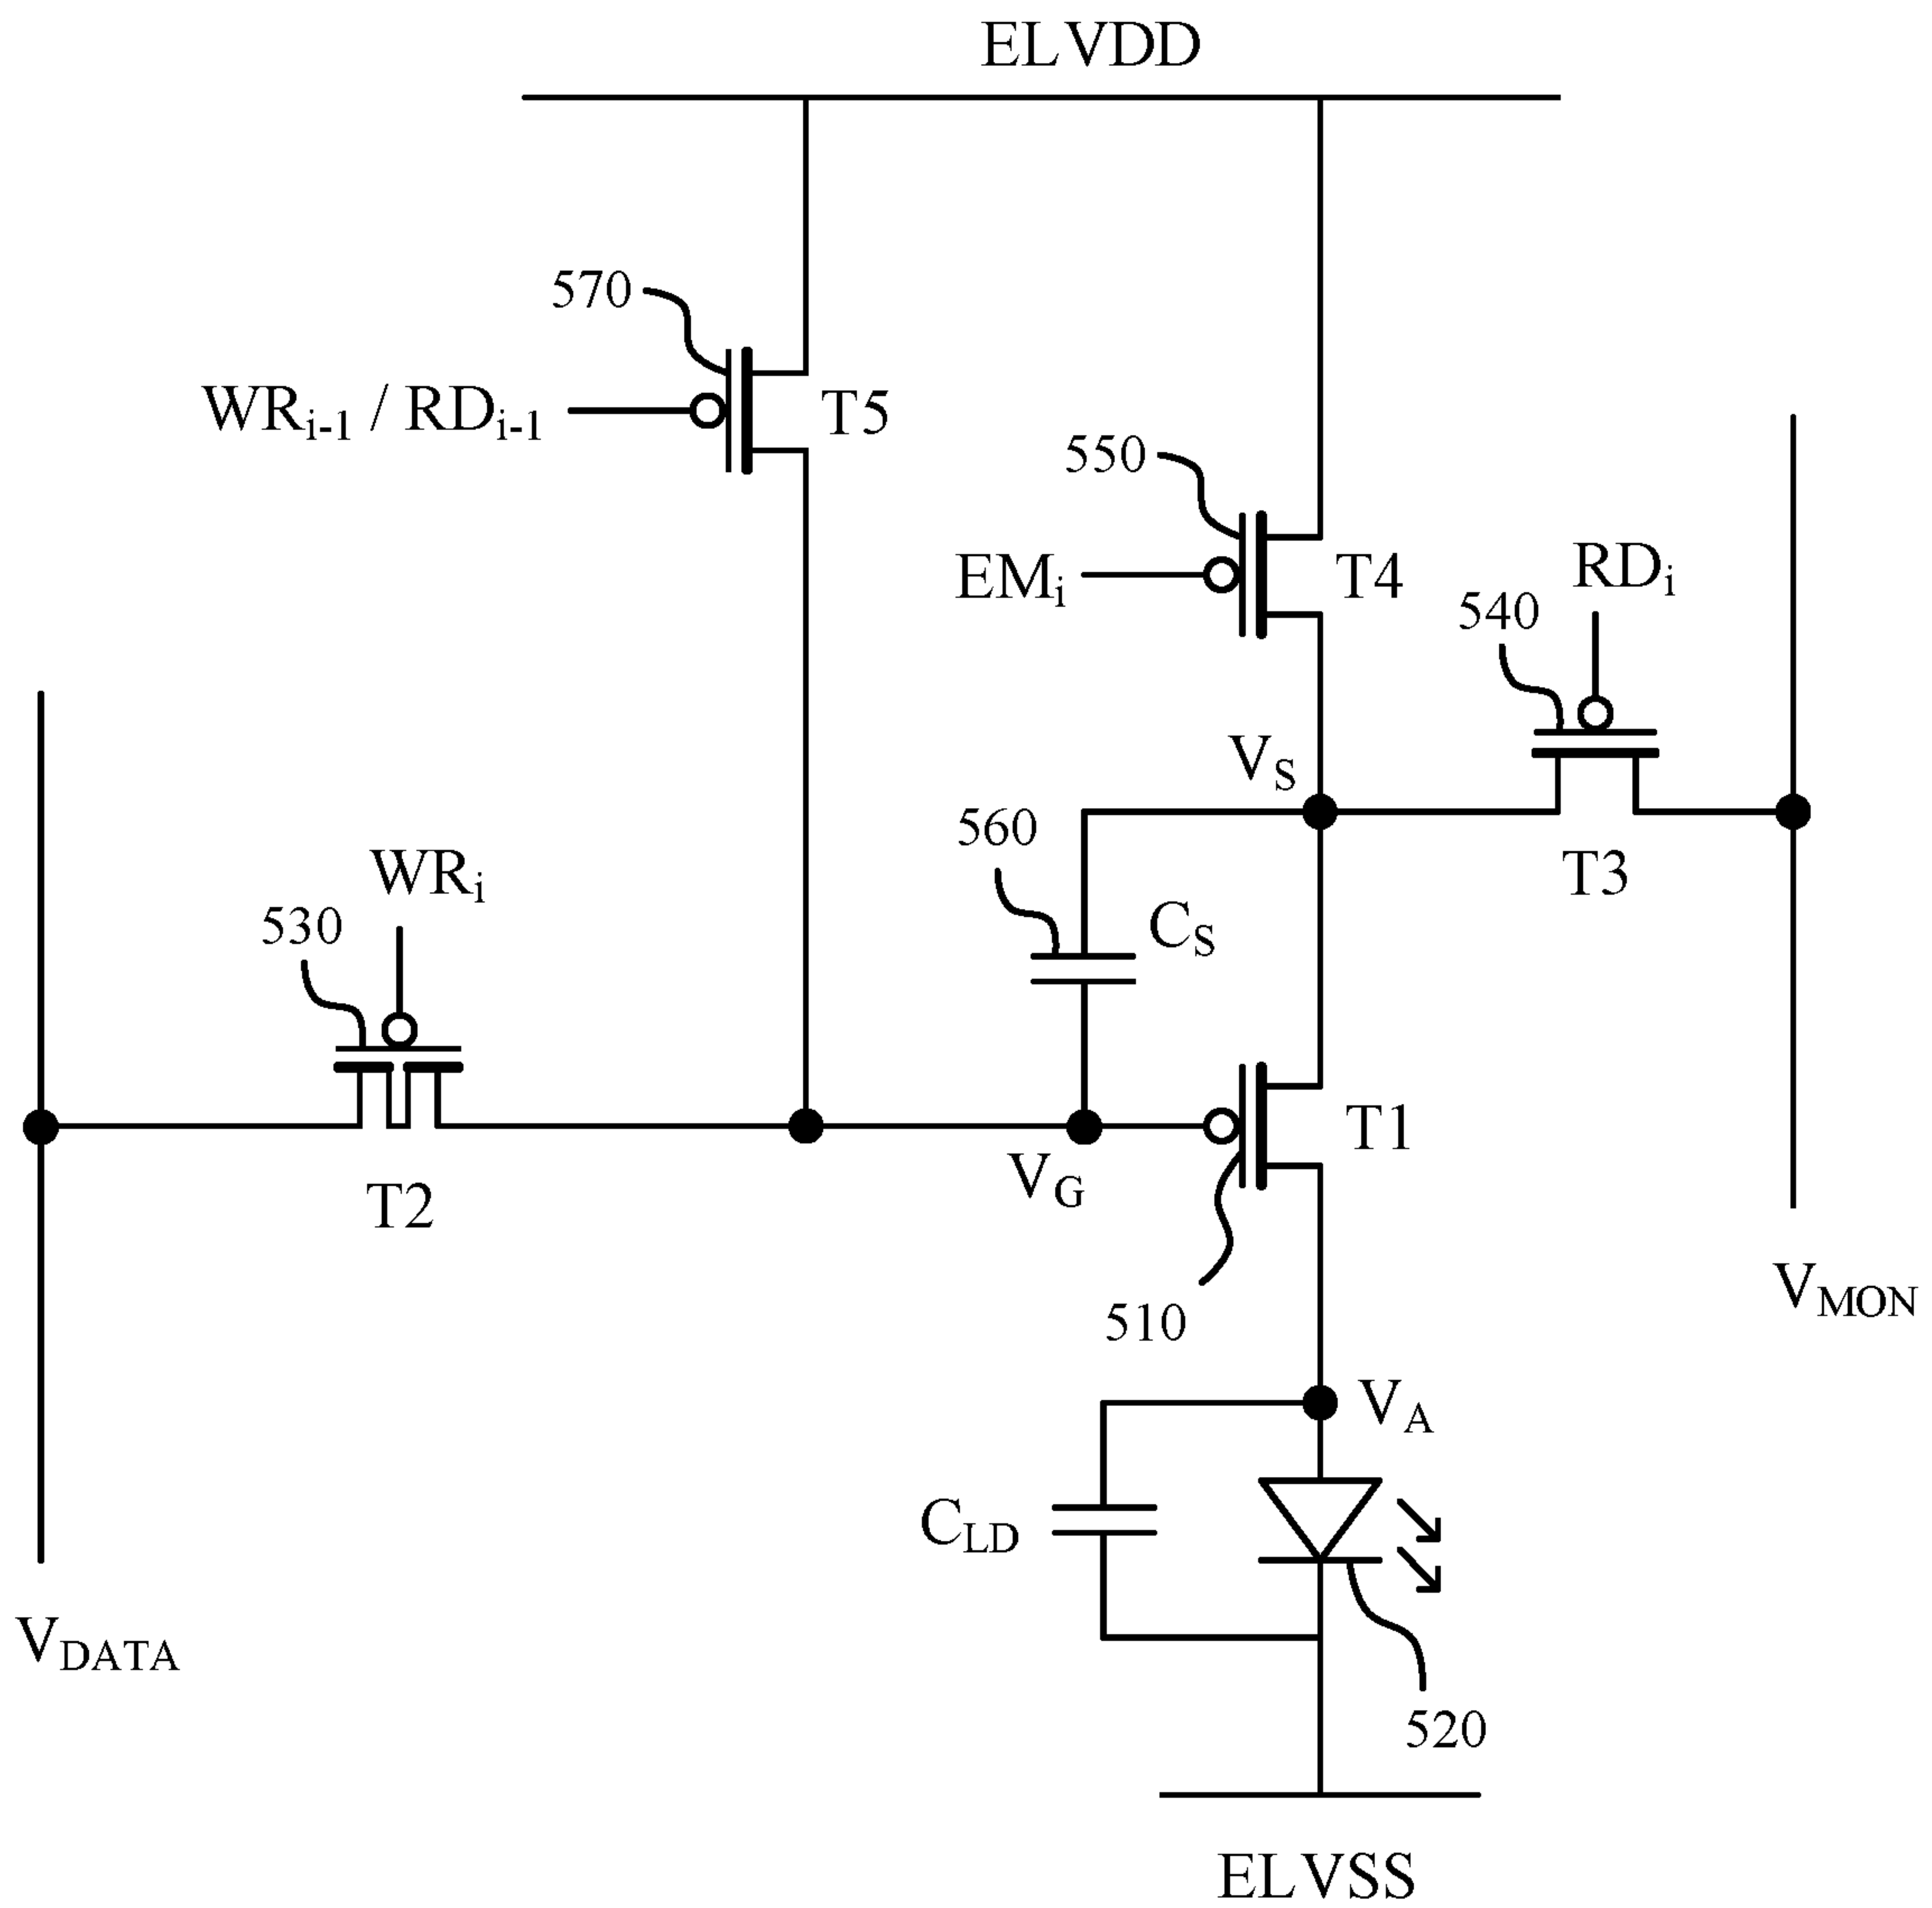 ELVDD
570
WRi-1 / RDi-1
T5
550
EMi
T4
RDi
540
VS
560
CS
T3
WRi
530
T1
VG
T2
510
VMON
VA
CLD
VDATA
520
ELVSS